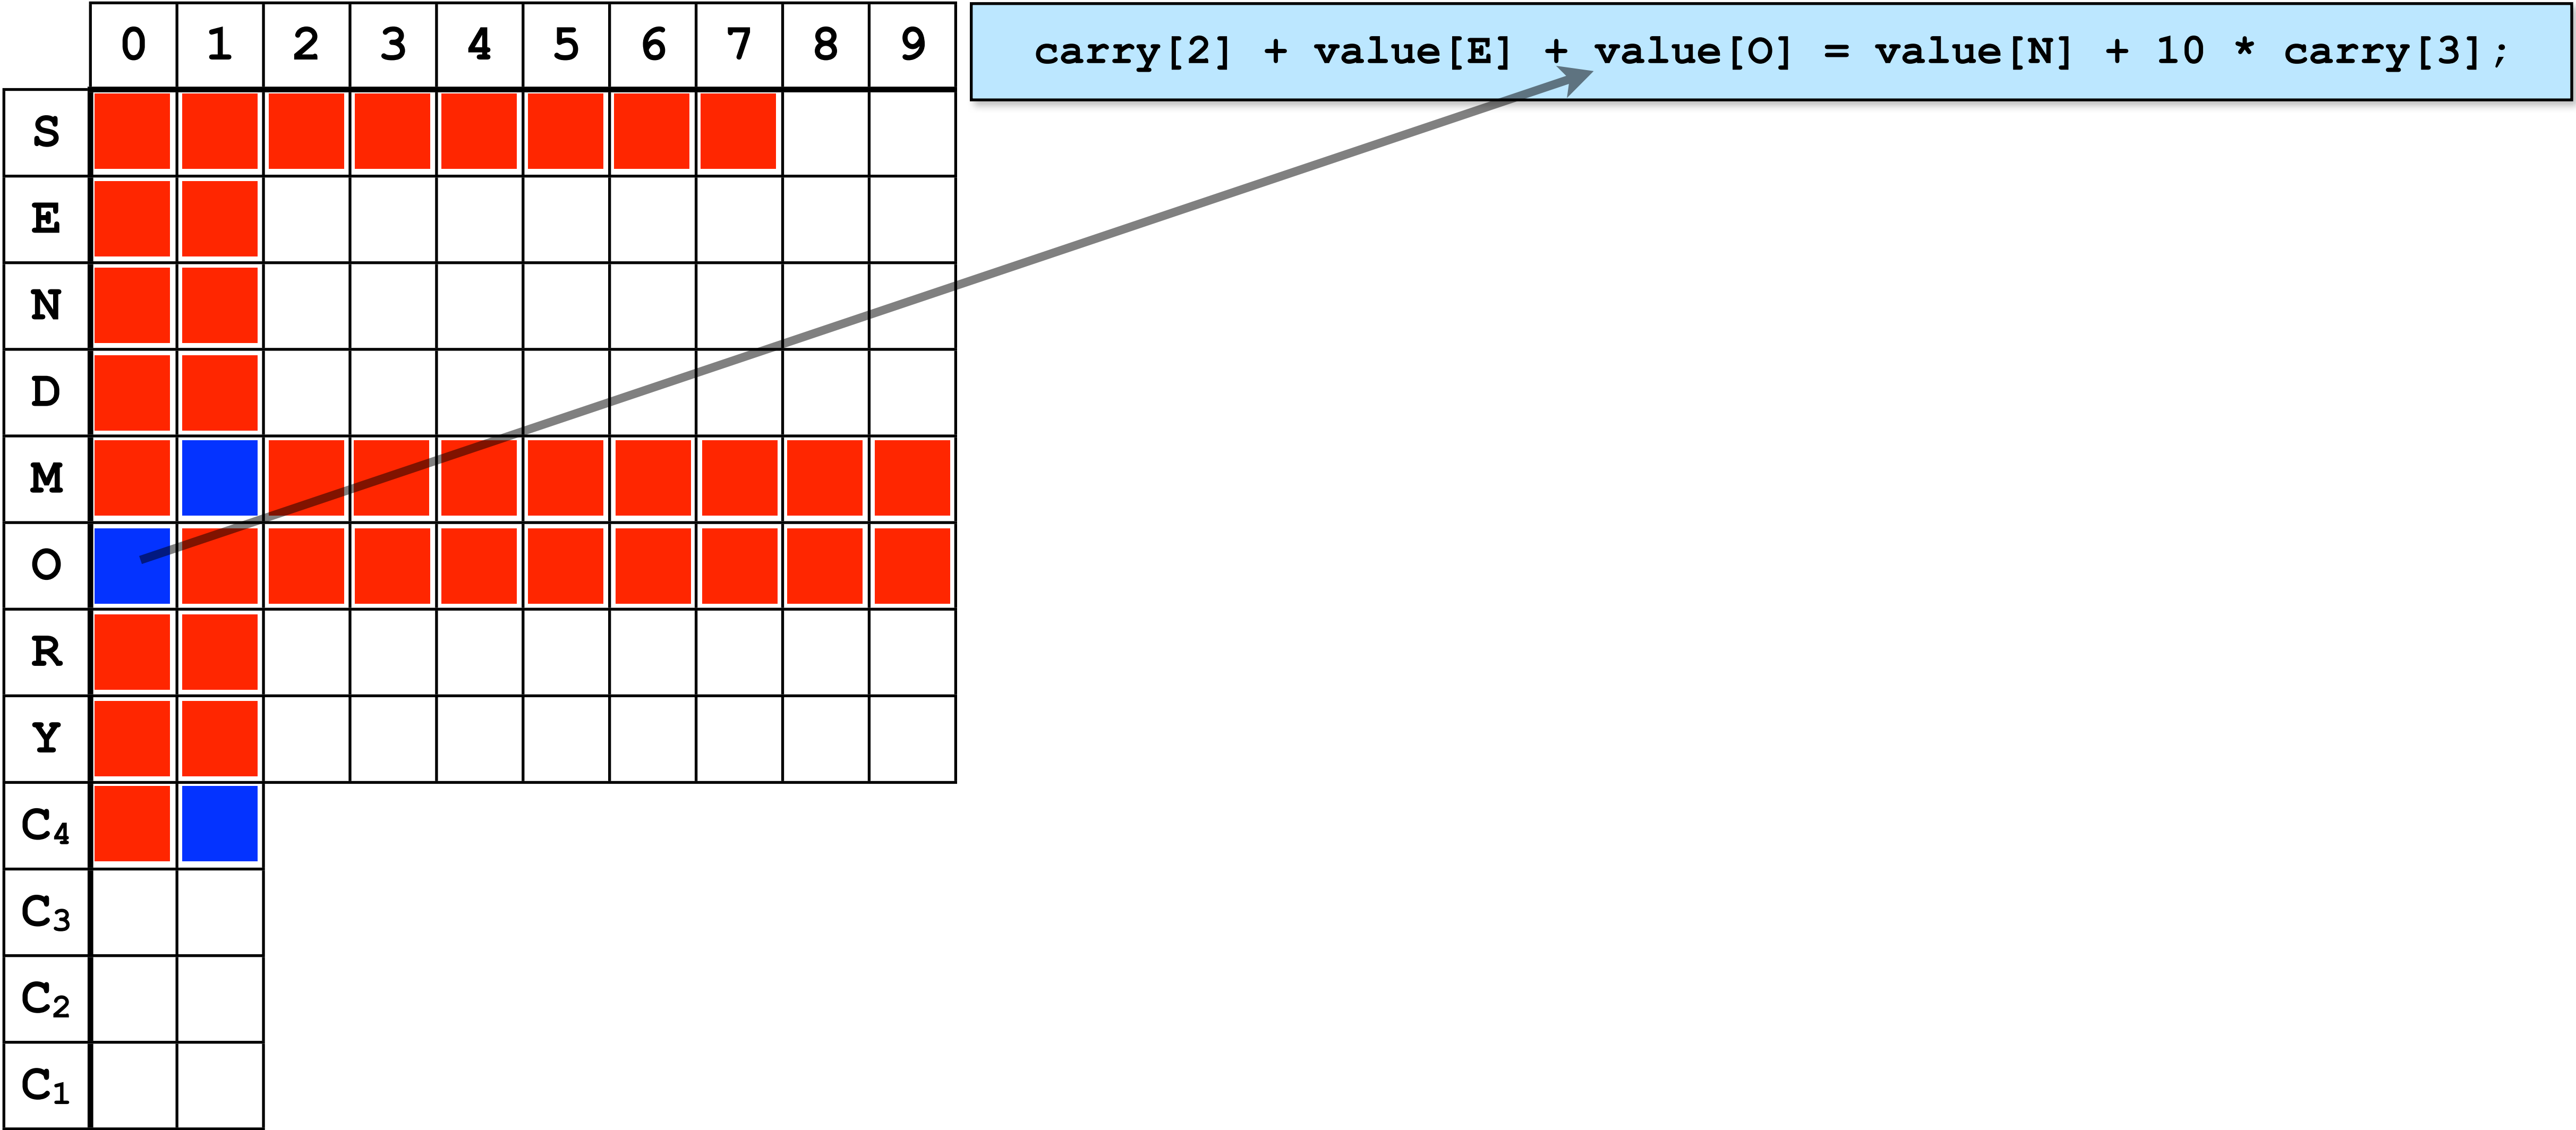 0 1 2 3 4 5 6 7 8 9
carry[2] + value[E] + value[O] = value[N] + 10 * carry[3];
S
E
N
D
M
O
R
Y
C₄
C₃
C₂
C₁